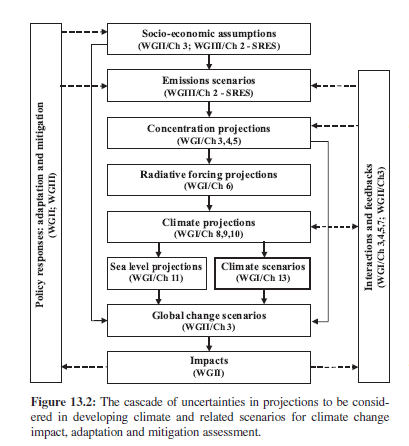 Socio-economic assumptions
(WGII/Ch 3; WGIII/Ch 2 - SRES)
Emissions scenarios
(WGIII/Ch 2 - SRES)
Concentration projections
(WGI/Ch 3,4,5)
Radiative forcing projections
(WGI/Ch 6)
Climate projections
(WGI/Ch 8,9,10)
Sea level projections
(WGI/Ch 11)
Climate scenarios
(WGI/Ch 13)
Global change scenarios
(WGII/Ch 3)
Impacts
(WGII)
Policy responses: adaptation and mitigation
(WGII; WGIII)
Interactions and feedbacks
(WGI/Ch 3,4,5,7; WGII/Ch3)
Figure 13.2: The cascade of uncertainties in projections to be consid-
ered in developing climate and related scenarios for climate change
impact, adaptation and mitigation assessment.